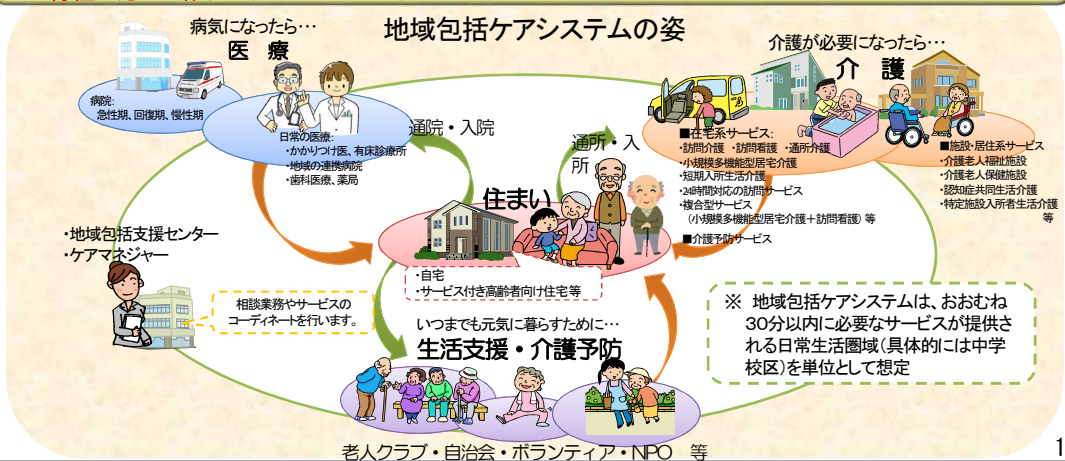 地域包括ケアシステムの姿
病気になったら…
医 療
病院:
急性期、回復期、慢性期
日常の医療:
・かかりつけ医、有床診療所
・地域の連携病院
・歯科医療、薬局
通院・入院
通所・入
所
介護が必要になったら…
介 護
■在宅系サービス:
・訪問介護 ・訪問看護 ・通所介護
・小規模多機能型居宅介護
・短期入所生活介護
・24時間対応の訪問サービス
・複合型サービス
(小規模多機能型居宅介護+訪問看護)等
■介護予防サービス
■施設・居住系サービス
・介護老人福祉施設
・介護老人保健施設
・認知症共同生活介護
・特定施設入所者生活介護
等
住まい
・自宅
・サービス付き高齢者向け住宅等
・地域包括支援センター
・ケアマネジャー
相談業務やサービスの
コーディネートを行います。
いつまでも元気に暮らすために…
生活支援・介護予防
老人クラブ・自治会・ボランティア・NPO 等
※ 地域包括ケアシステムは、おおむね
30分以内に必要なサービスが提供さ
れる日常生活圏域(具体的には中学
校区)を単位として想定
1